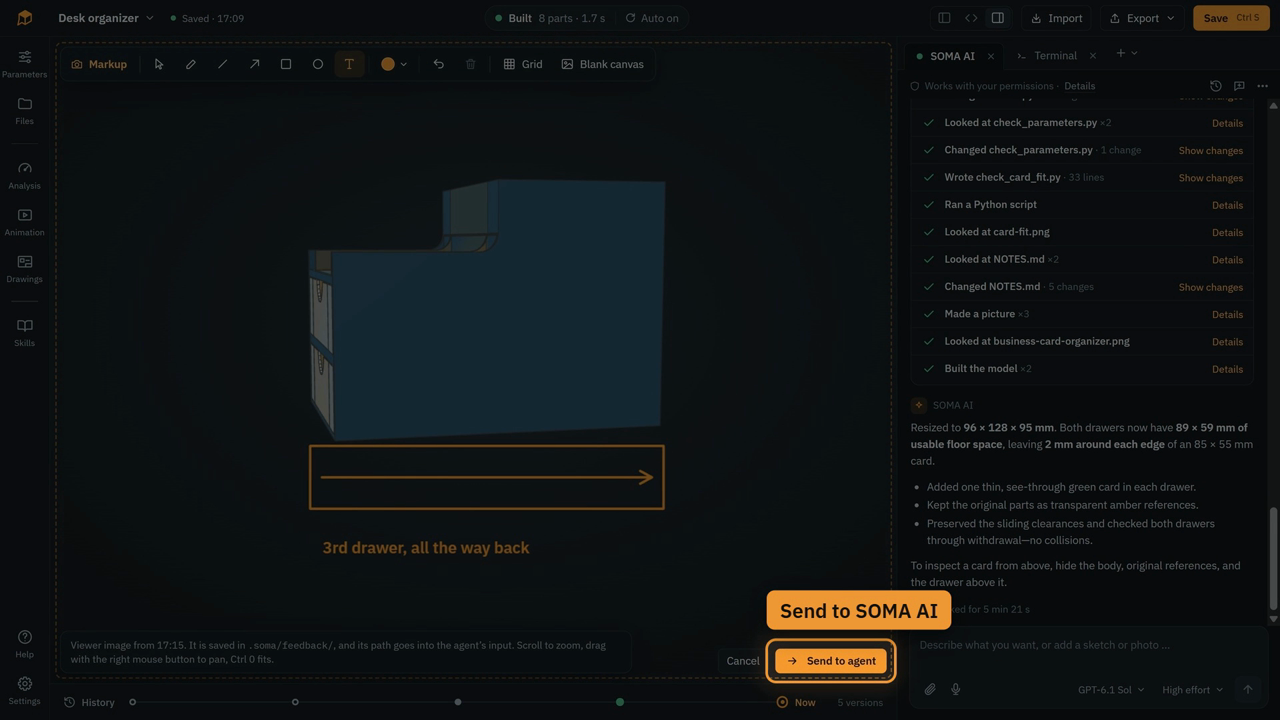 Desk organizer
Saved · 17:09
Built 8 parts · 1.7 s
Auto on
Import
Export
Save Ctrl S
Parameters
Files
Analysis
Animation
Drawings
Skills
Help
Settings
Markup
T
Grid
Blank canvas
3rd drawer, all the way back
Viewer image from 17:15. It is saved in .soma/feedback/, and its path goes into the agent's input. Scroll to zoom, drag
with the right mouse button to pan, Ctrl 0 fits.
Cancel
Send to agent
Send to SOMA AI
History
Now
5 versions
SOMA AI
Terminal
Works with your permissions · Details
Looked at check_parameters.py ×2 Details
Changed check_parameters.py · 1 change Show changes
Wrote check_card_fit.py · 33 lines Show changes
Ran a Python script Details
Looked at card-fit.png Details
Looked at NOTES.md ×2 Details
Changed NOTES.md · 5 changes Show changes
Made a picture ×3 Details
Looked at business-card-organizer.png Details
Built the model ×2 Details
SOMA AI
Resized to 96 × 128 × 95 mm. Both drawers now have 89 × 59 mm of
usable floor space, leaving 2 mm around each edge of an 85 × 55 mm
card.
• Added one thin, see-through green card in each drawer.
• Kept the original parts as transparent amber references.
• Preserved the sliding clearances and checked both drawers
through withdrawal—no collisions.
To inspect a card from above, hide the body, original references, and
the drawer above it.
for 5 min 21 s
Describe what you want, or add a sketch or photo ...
GPT-6.1 Sol
High effort